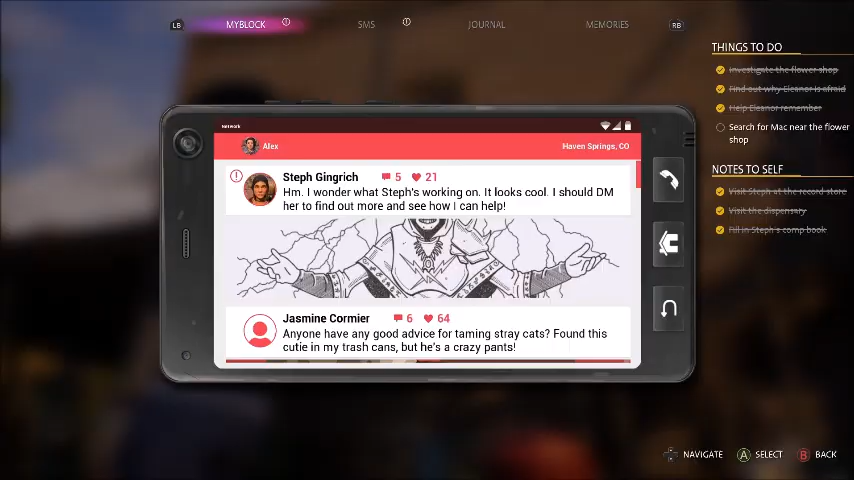 LB
MYBLOCK
SMS
JOURNAL
MEMORIES
RB
Network
Alex
Haven Springs, CO
Steph Gingrich 5 21
Hm. I wonder what Steph's working on. It looks cool. I should DM
her to find out more and see how I can help!
Jasmine Cormier 6 64
Anyone have any good advice for taming stray cats? Found this
cutie in my trash cans, but he's a crazy pants!
THINGS TO DO
Investigate the flower shop
Find out why Eleanor is afraid
Help Eleanor remember
Search for Mac near the flower
shop
NOTES TO SELF
Visit Steph at the record store
Visit the dispensary
Fill in Steph's comp book
NAVIGATE
A SELECT
B BACK